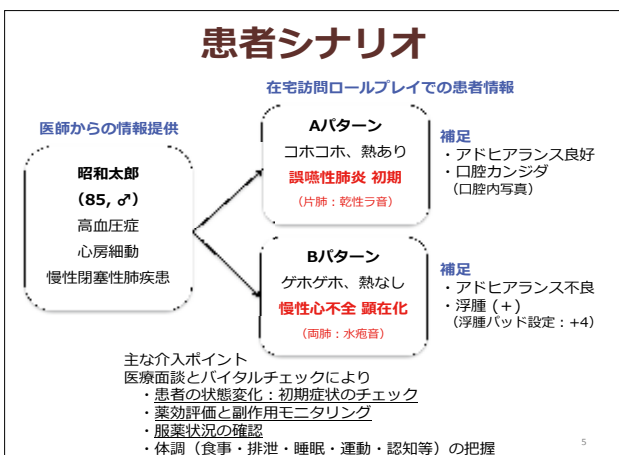 患者シナリオ
在宅訪問ロールプレイでの患者情報
医師からの情報提供
昭和太郎
(85, ♂)
高血圧症
心房細動
慢性閉塞性肺疾患
Aパターン
コホコホ、熱あり
誤嚥性肺炎 初期
(片肺：乾性ラ音)
補足
・アドヒアランス良好
・口腔カンジダ
(口腔内写真)
Bパターン
ゲホゲホ、熱なし
慢性心不全 顕在化
(両肺：水疱音)
補足
・アドヒアランス不良
・浮腫 (+)
(浮腫パッド設定：+4)
主な介入ポイント
医療面談とバイタルチェックにより
・患者の状態変化：初期症状のチェック
・薬効評価と副作用モニタリング
・服薬状況の確認
・体調（食事・排泄・睡眠・運動・認知等）の把握
5